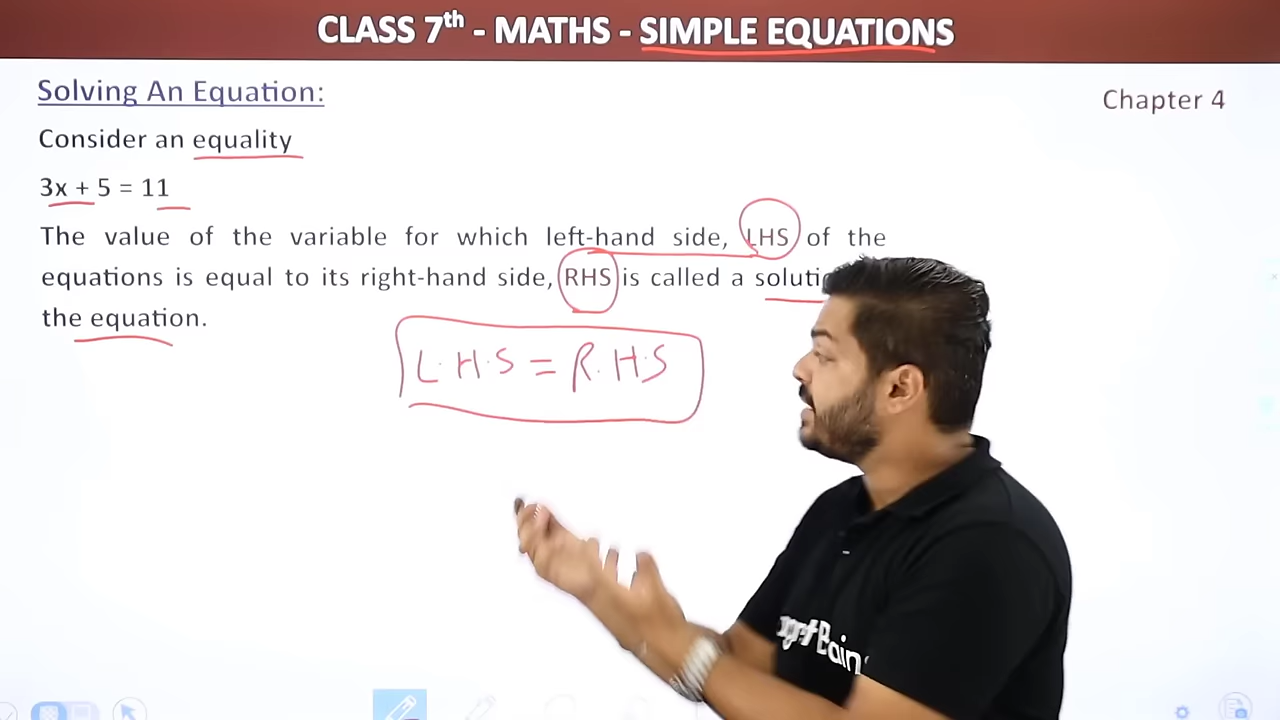 CLASS 7th - MATHS - SIMPLE EQUATIONS
Solving An Equation:
Chapter 4
Consider an equality
3x + 5 = 11
The value of the variable for which left-hand side, LHS of the
equations is equal to its right-hand side, RHS is called a
the equation.
L.H.S = R.H.S